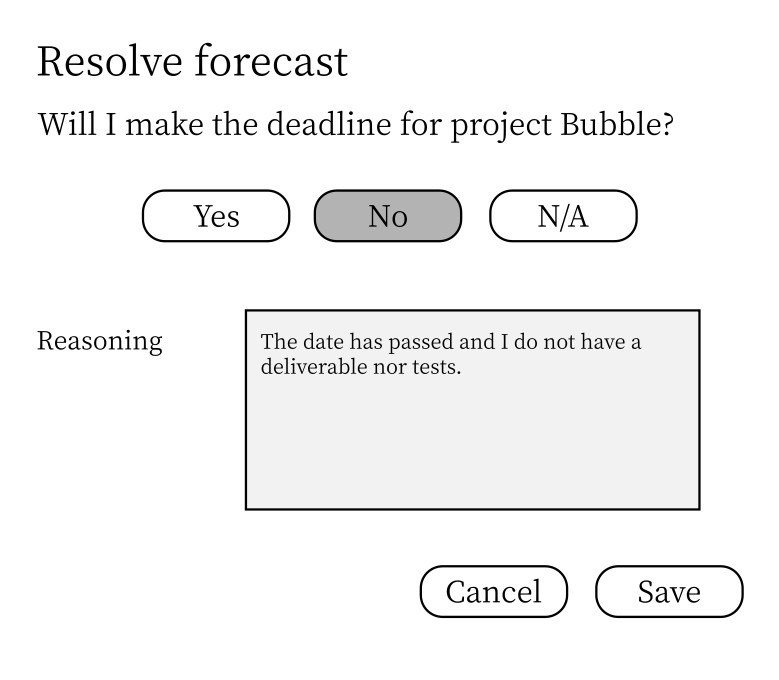 Resolve forecast
Will I make the deadline for project Bubble?
Yes No N/A
Reasoning
The date has passed and I do not have a
deliverable nor tests.
Cancel Save